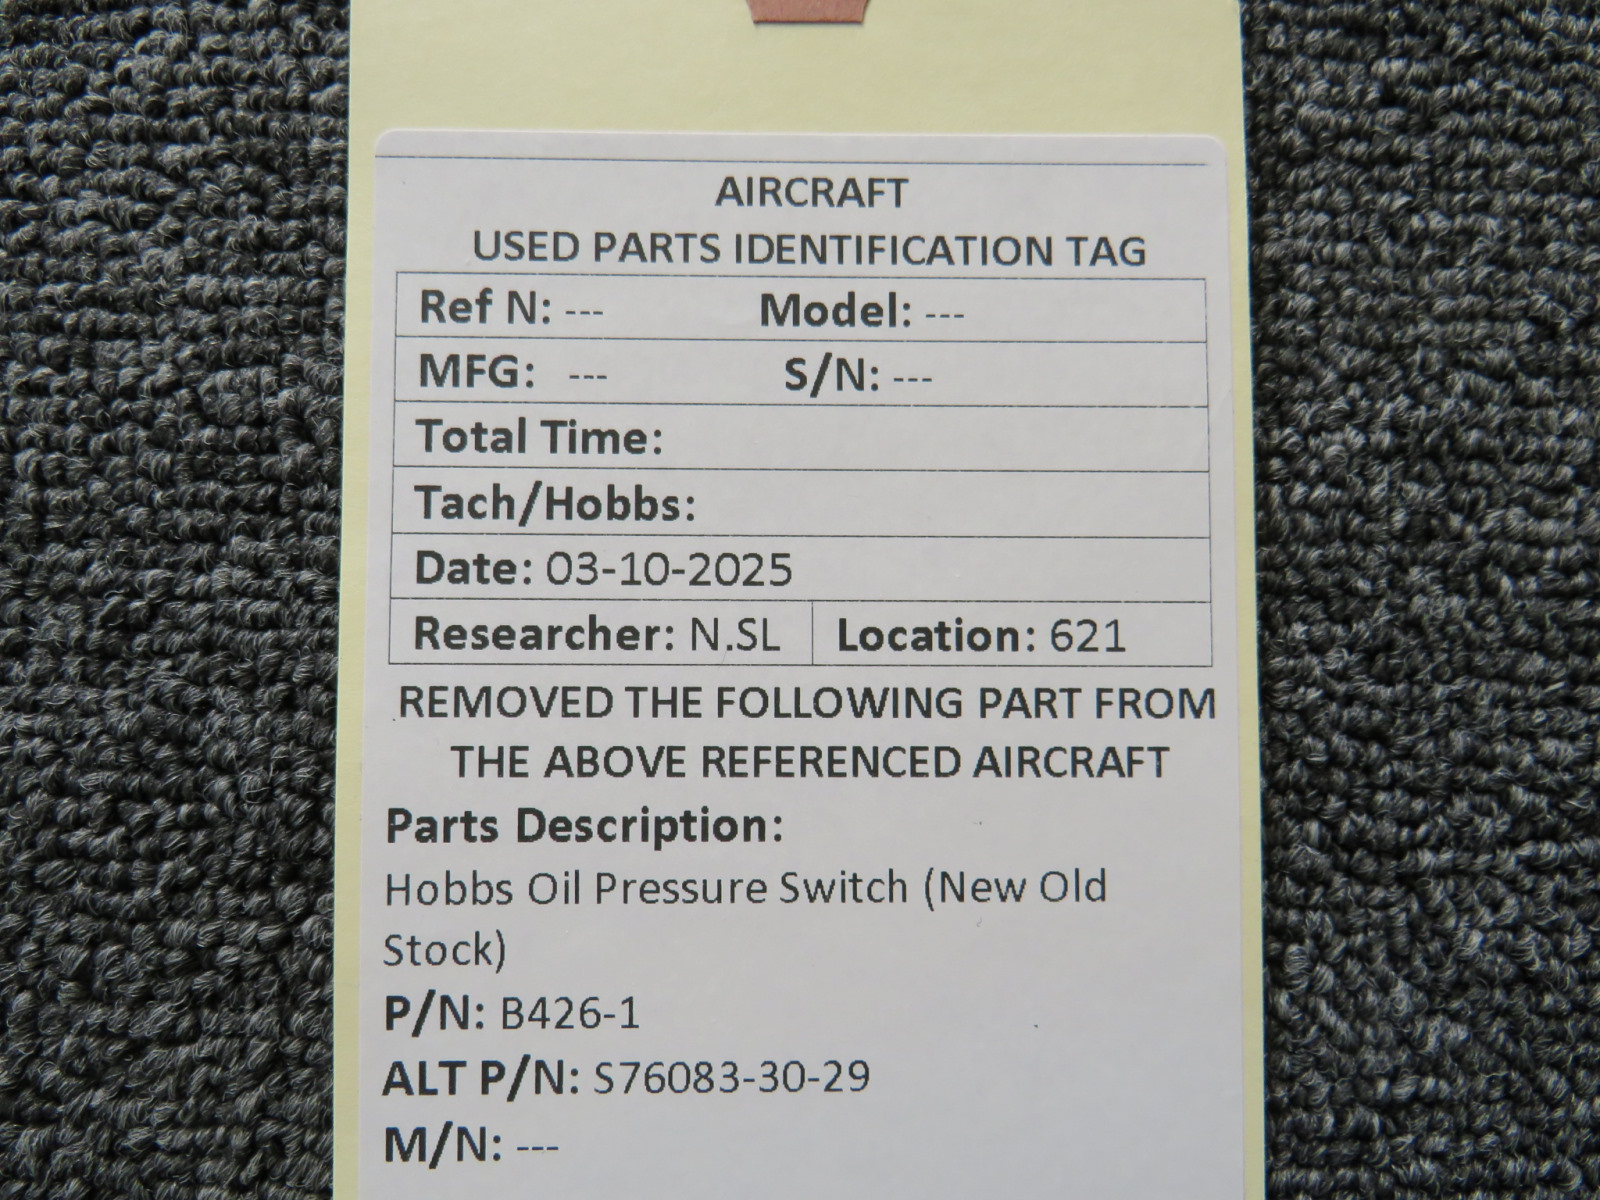 AIRCRAFT
USED PARTS IDENTIFICATION TAG
Ref N: --- Model: ---
MFG: --- S/N: ---
Total Time:
Tach/Hobbs:
Date: 03-10-2025
Researcher: N.SL Location: 621
REMOVED THE FOLLOWING PART FROM
THE ABOVE REFERENCED AIRCRAFT
Parts Description:
Hobbs Oil Pressure Switch (New Old
Stock)
P/N: B426-1
ALT P/N: S76083-30-29
M/N: ---